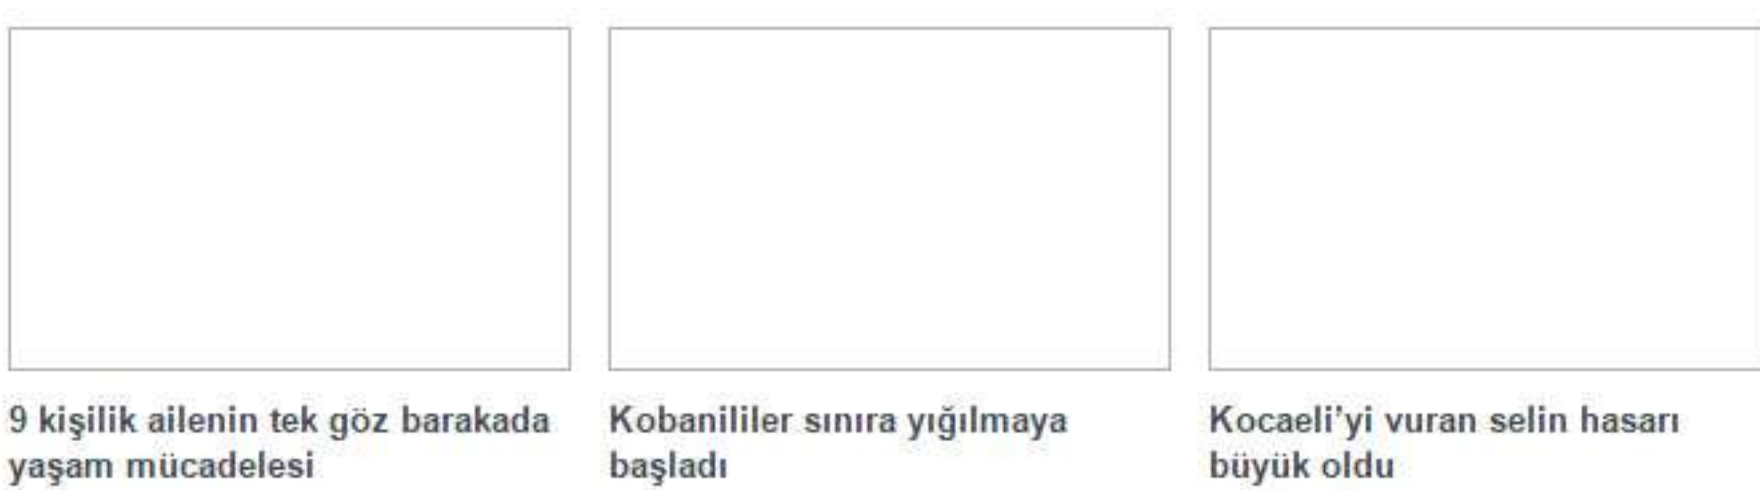 9 kişilik ailenin tek göz barakada
yaşam mücadelesi
Kobanililer sınıra yığılmaya
başladı
Kocaeli’yi vuran selin hasarı
büyük oldu